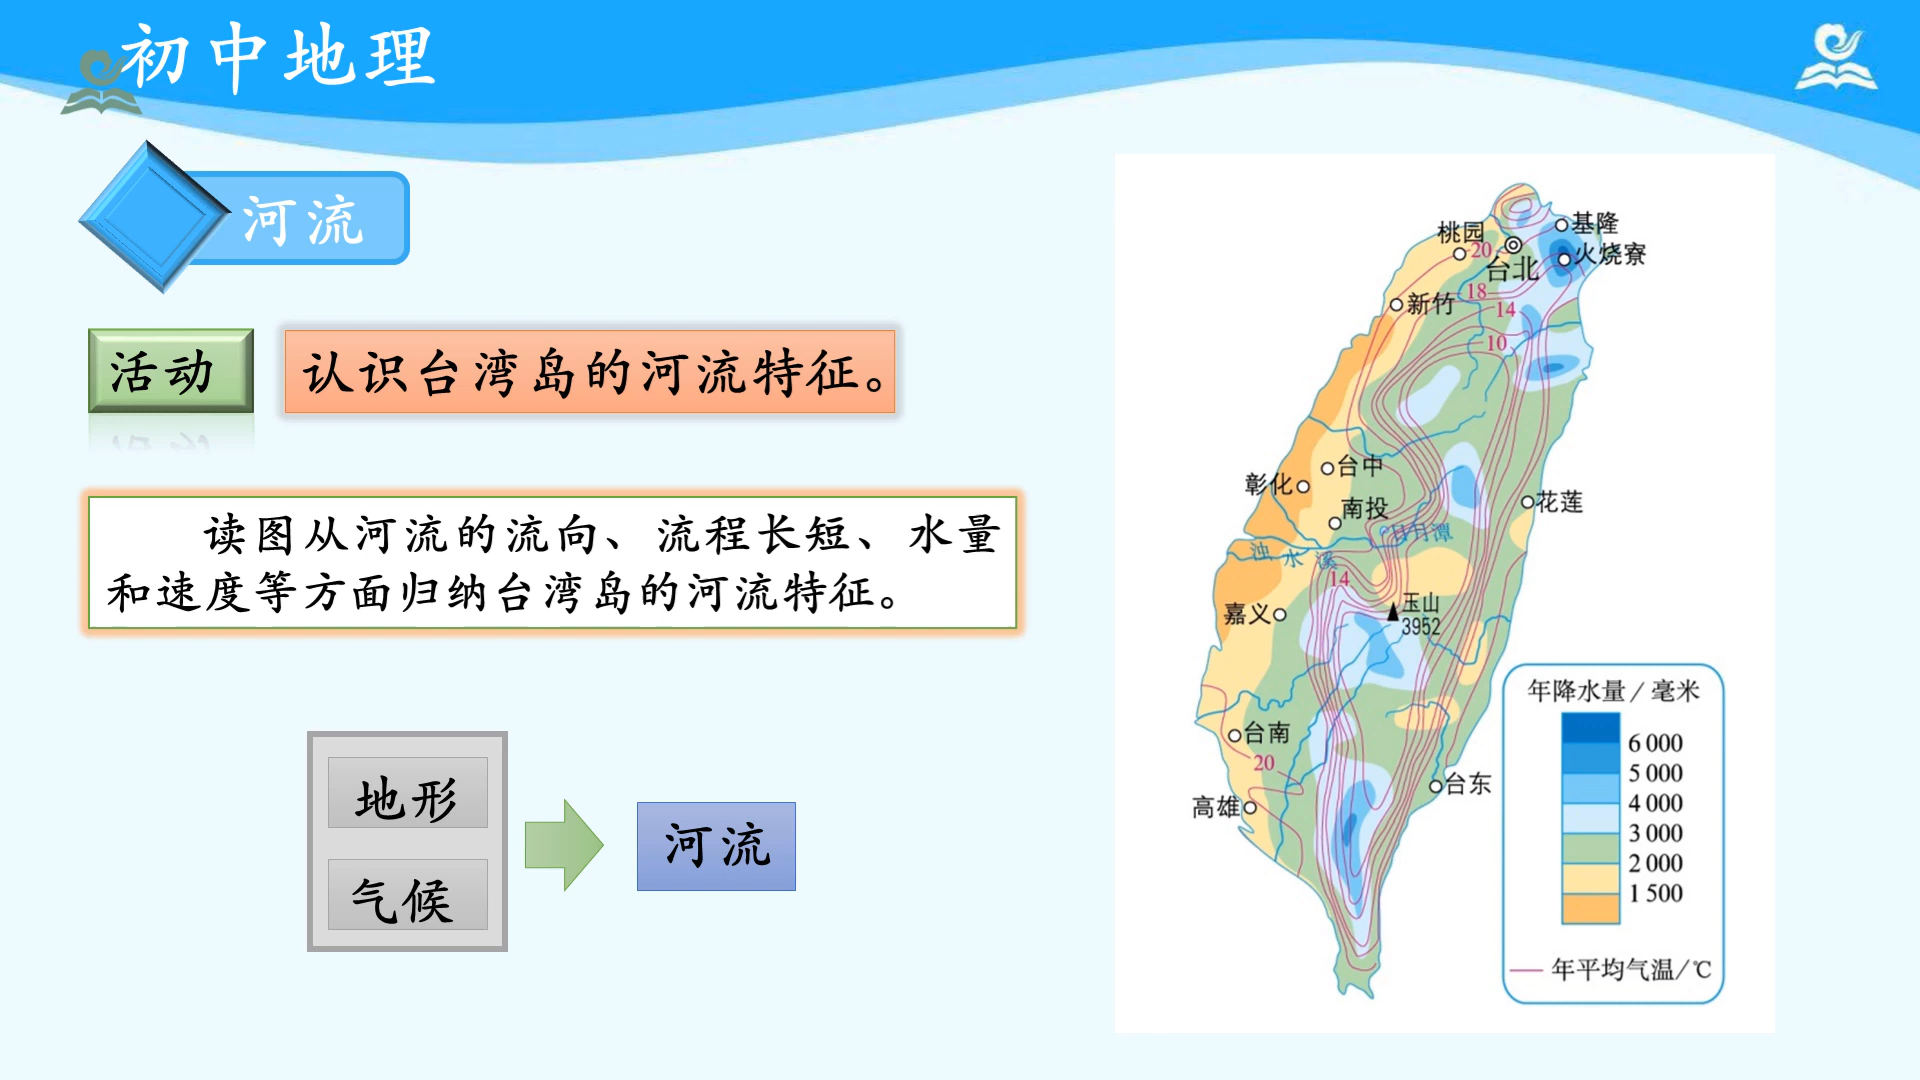 初中地理
河流
活动
认识台湾岛的河流特征。
读图从河流的流向、流程长短、水量
和速度等方面归纳台湾岛的河流特征。
地形
气候
河流
基隆
桃园
20
台北
火烧寮
18
新竹
14
10
台中
彰化
南投
花莲
日月潭
浊水溪
14
玉山
3952
嘉义
台南
20
台东
高雄
年降水量/毫米
6 000
5 000
4 000
3 000
2 000
1 500
年平均气温/℃